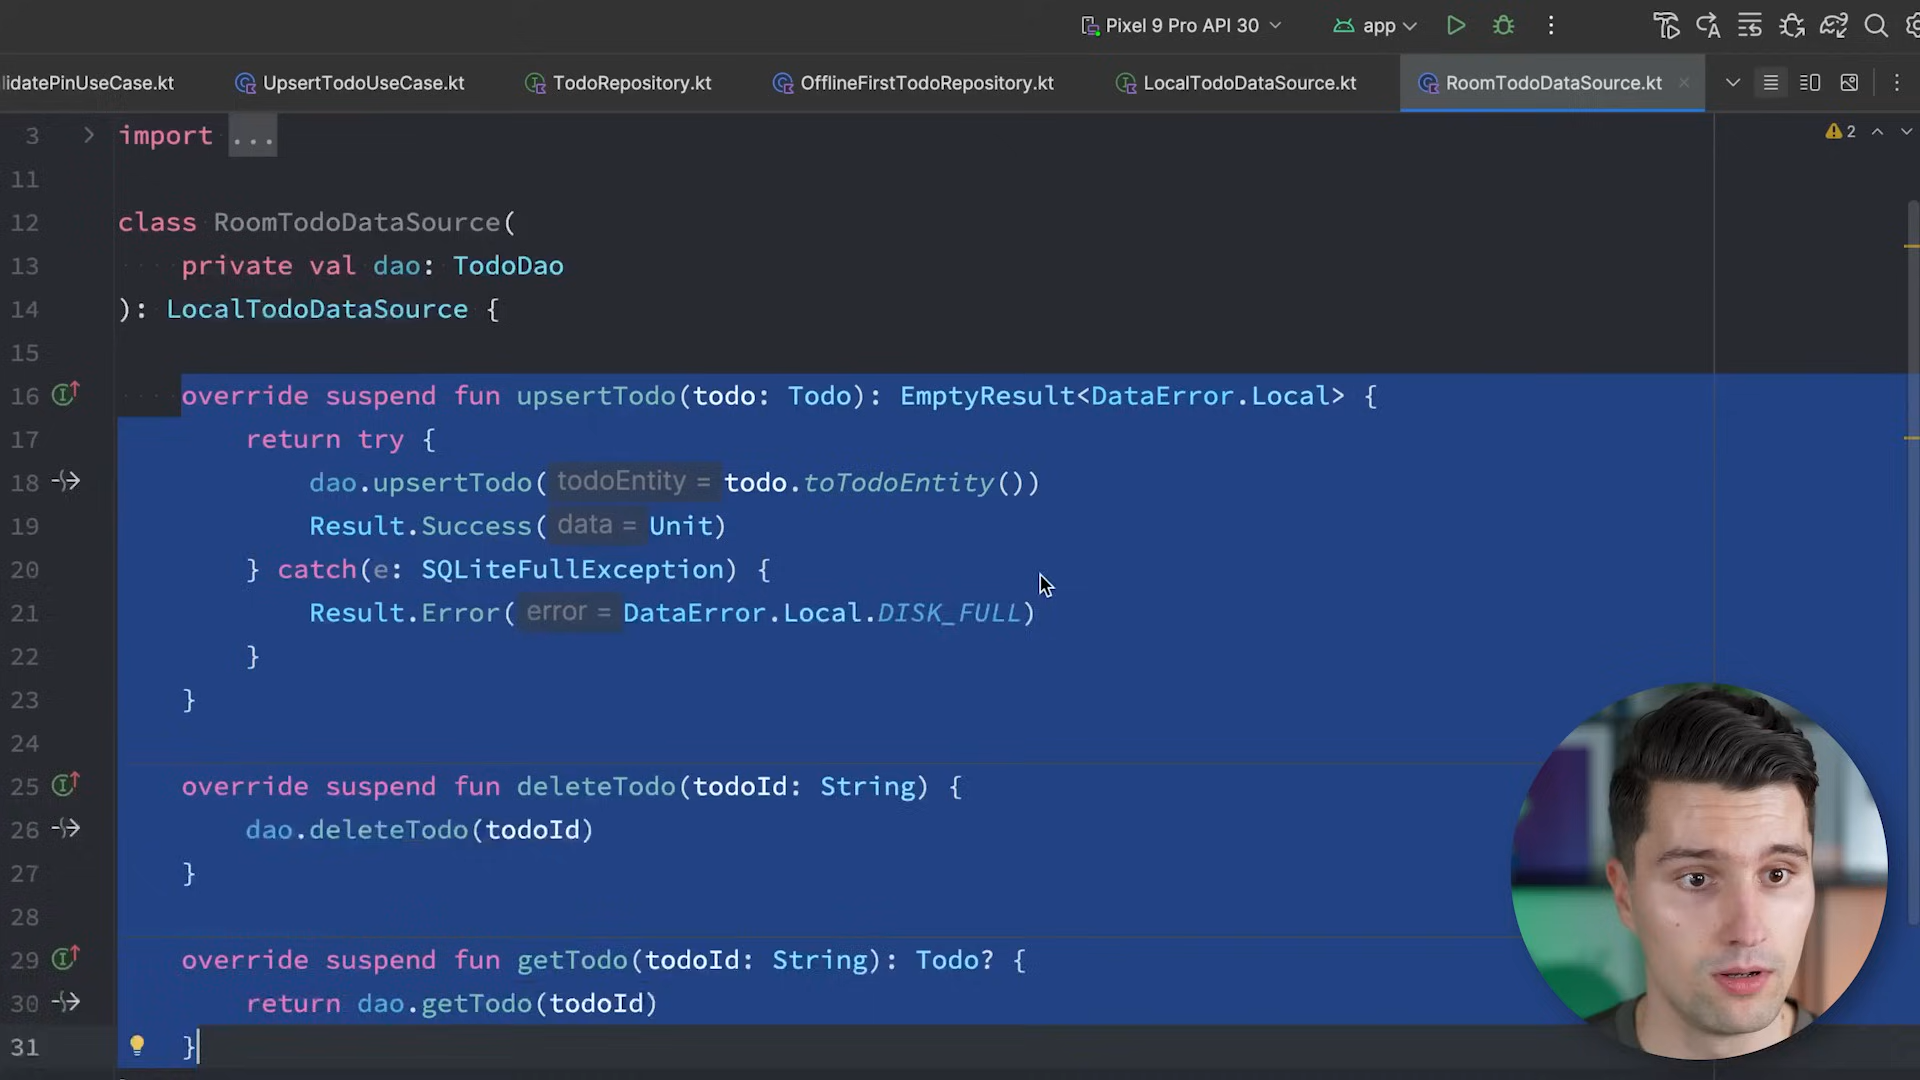 Pixel 9 Pro API 30 app
lidatePinUseCase.kt UpsertTodoUseCase.kt TodoRepository.kt OfflineFirstTodoRepository.kt LocalTodoDataSource.kt RoomTodoDataSource.kt
3 import ... 2
11
12 class RoomTodoDataSource(
13 private val dao: TodoDao
14 ): LocalTodoDataSource {
15
16 override suspend fun upsertTodo(todo: Todo): EmptyResult<DataError.Local> {
17 return try {
18 dao.upsertTodo( todoEntity = todo.toTodoEntity())
19 Result.Success( data = Unit)
20 } catch(e: SQLiteFullException) {
21 Result.Error( error = DataError.Local.DISK_FULL)
22 }
23 }
24
25 override suspend fun deleteTodo(todoId: String) {
26 dao.deleteTodo(todoId)
27 }
28
29 override suspend fun getTodo(todoId: String): Todo? {
30 return dao.getTodo(todoId)
31 }